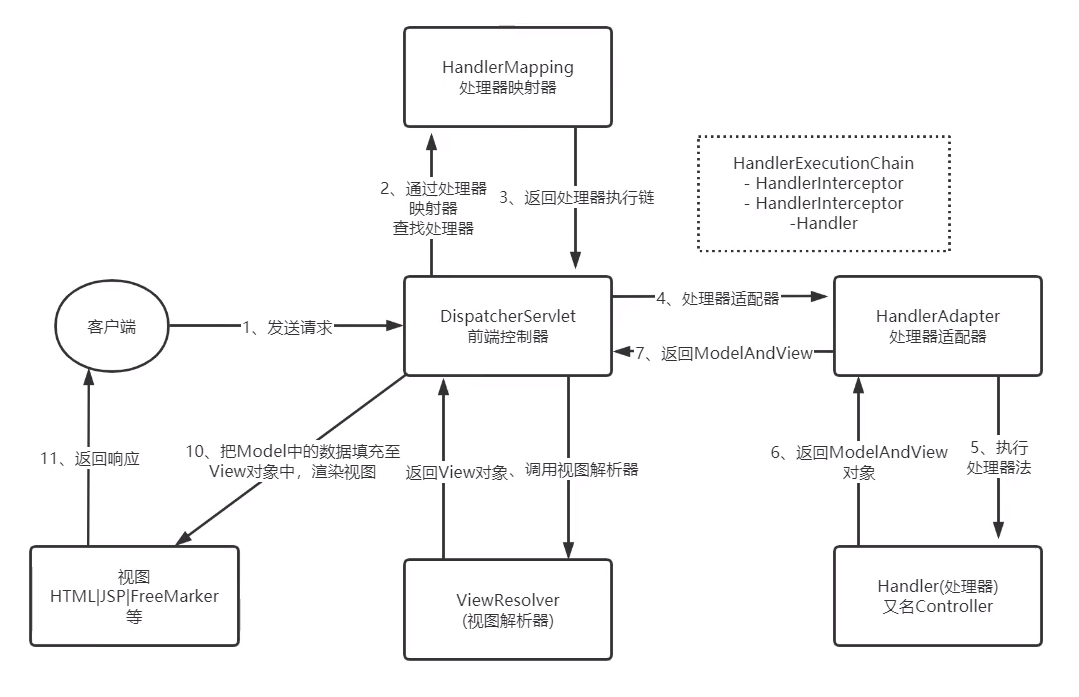 HandlerMapping
处理器映射器
HandlerExecutionChain
- HandlerInterceptor
- HandlerInterceptor
-Handler
2、通过处理器
映射器
查找处理器
3、返回处理器执行链
客户端
1、发送请求
DispatcherServlet
前端控制器
4、处理器适配器
7、返回ModelAndView
HandlerAdapter
处理器适配器
11、返回响应
10、把Model中的数据填充至
View对象中，渲染视图
返回View对象
、调用视图解析器
6、返回ModelAndView
对象
5、执行
处理器法
视图
HTML|JSP|FreeMarker
等
ViewResolver
(视图解析器)
Handler(处理器)
又名Controller